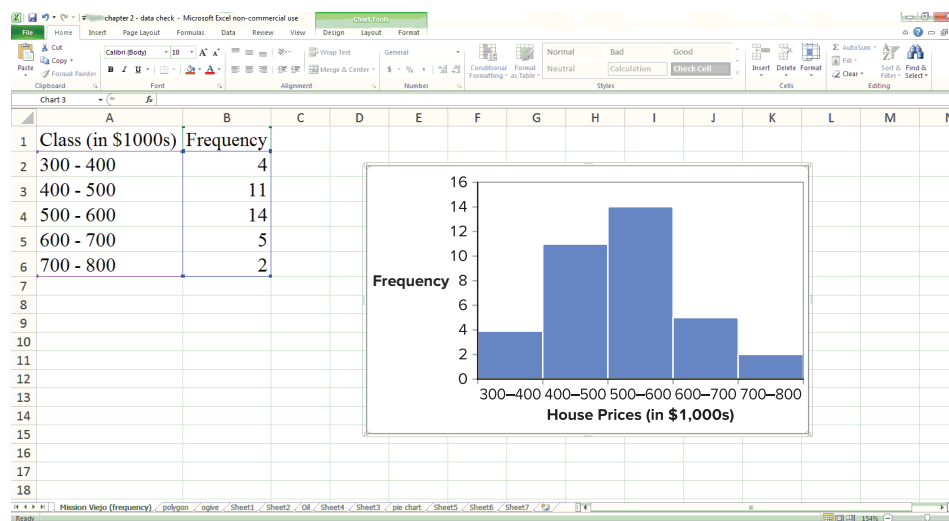 chapter 2 - data check - Microsoft Excel non-commercial use
Chart Tools
File Home Insert Page Layout Formulas Data Review View Design Layout Format
Paste
Cut
Copy
Format Painter
Clipboard
Calibri (Body) 10 A A
B I U A
Font
Wrap Text
Merge & Center
Alignment
General
$ % ,
Number
Conditional Formatting
Format as Table
Normal Bad Good
Neutral Calculation Check Cell
Styles
Insert Delete Format
Cells
Σ AutoSum
Fill
Clear
Sort & Filter
Find & Select
Editing
Chart 3 fx
A B C D E F G H I J K L M N
1 Class (in $1000s) Frequency
2 300 - 400 4
3 400 - 500 11
4 500 - 600 14
5 600 - 700 5
6 700 - 800 2
7
8
9
10
11
12
13
14
15
16
17
18
16
14
12
10
Frequency 8
6
4
2
0
300–400 400–500 500–600 600–700 700–800
House Prices (in $1,000s)
Mission Viejo (frequency) polygon ogive Sheet1 Sheet2 Oil Sheet4 Sheet3 pie chart Sheet5 Sheet6 Sheet7
Ready 154%